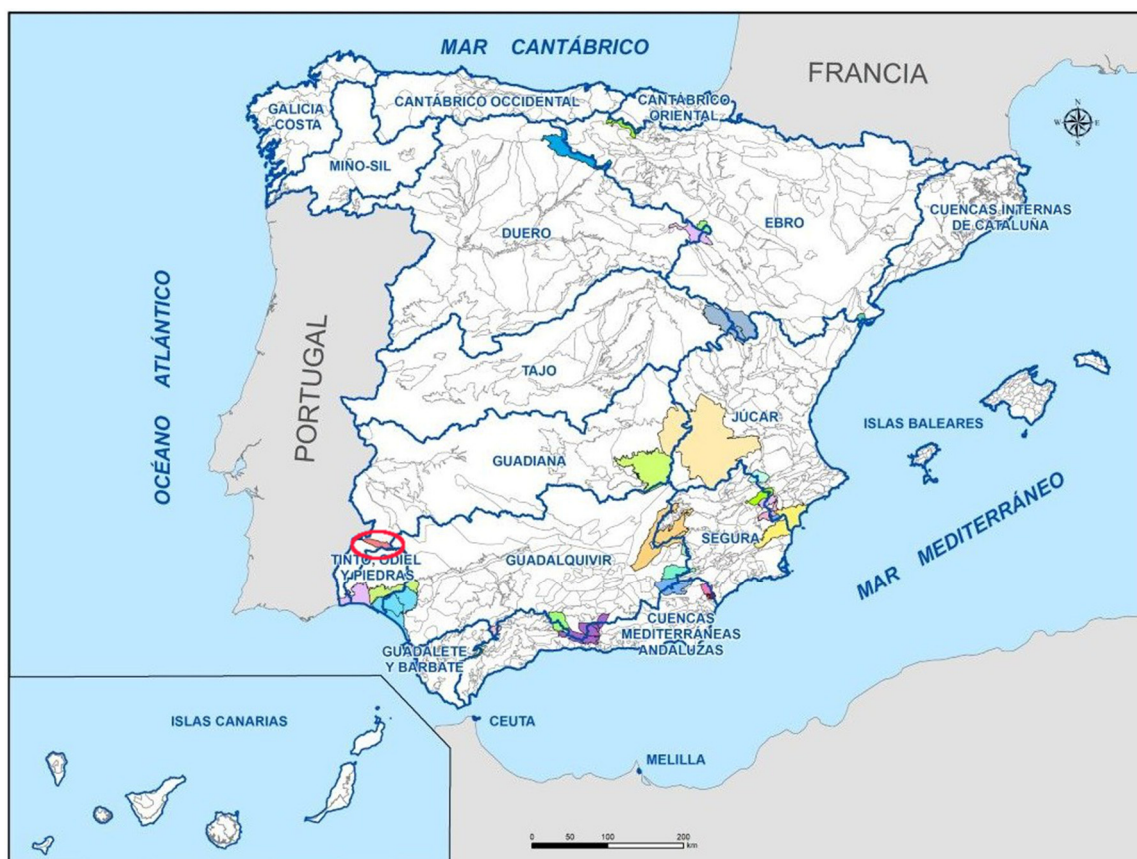 MAR CANTÁBRICO
FRANCIA
GALICIA
COSTA
CANTÁBRICO OCCIDENTAL
CANTÁBRICO
ORIENTAL
N
W
E
S
MIÑO-SIL
DUERO
EBRO
CUENCAS INTERNAS
DE CATALUÑA
OCÉANO ATLÁNTICO
PORTUGAL
TAJO
JÚCAR
ISLAS BALEARES
GUADIANA
MAR MEDITERRÁNEO
TINTO, ODIEL
Y PIEDRAS
GUADALQUIVIR
SEGURA
CUENCAS
MEDITERRÁNEAS
ANDALUZAS
GUADALETE
Y BARBATE
ISLAS CANARIAS
CEUTA
MELILLA
0 50 100 200
km